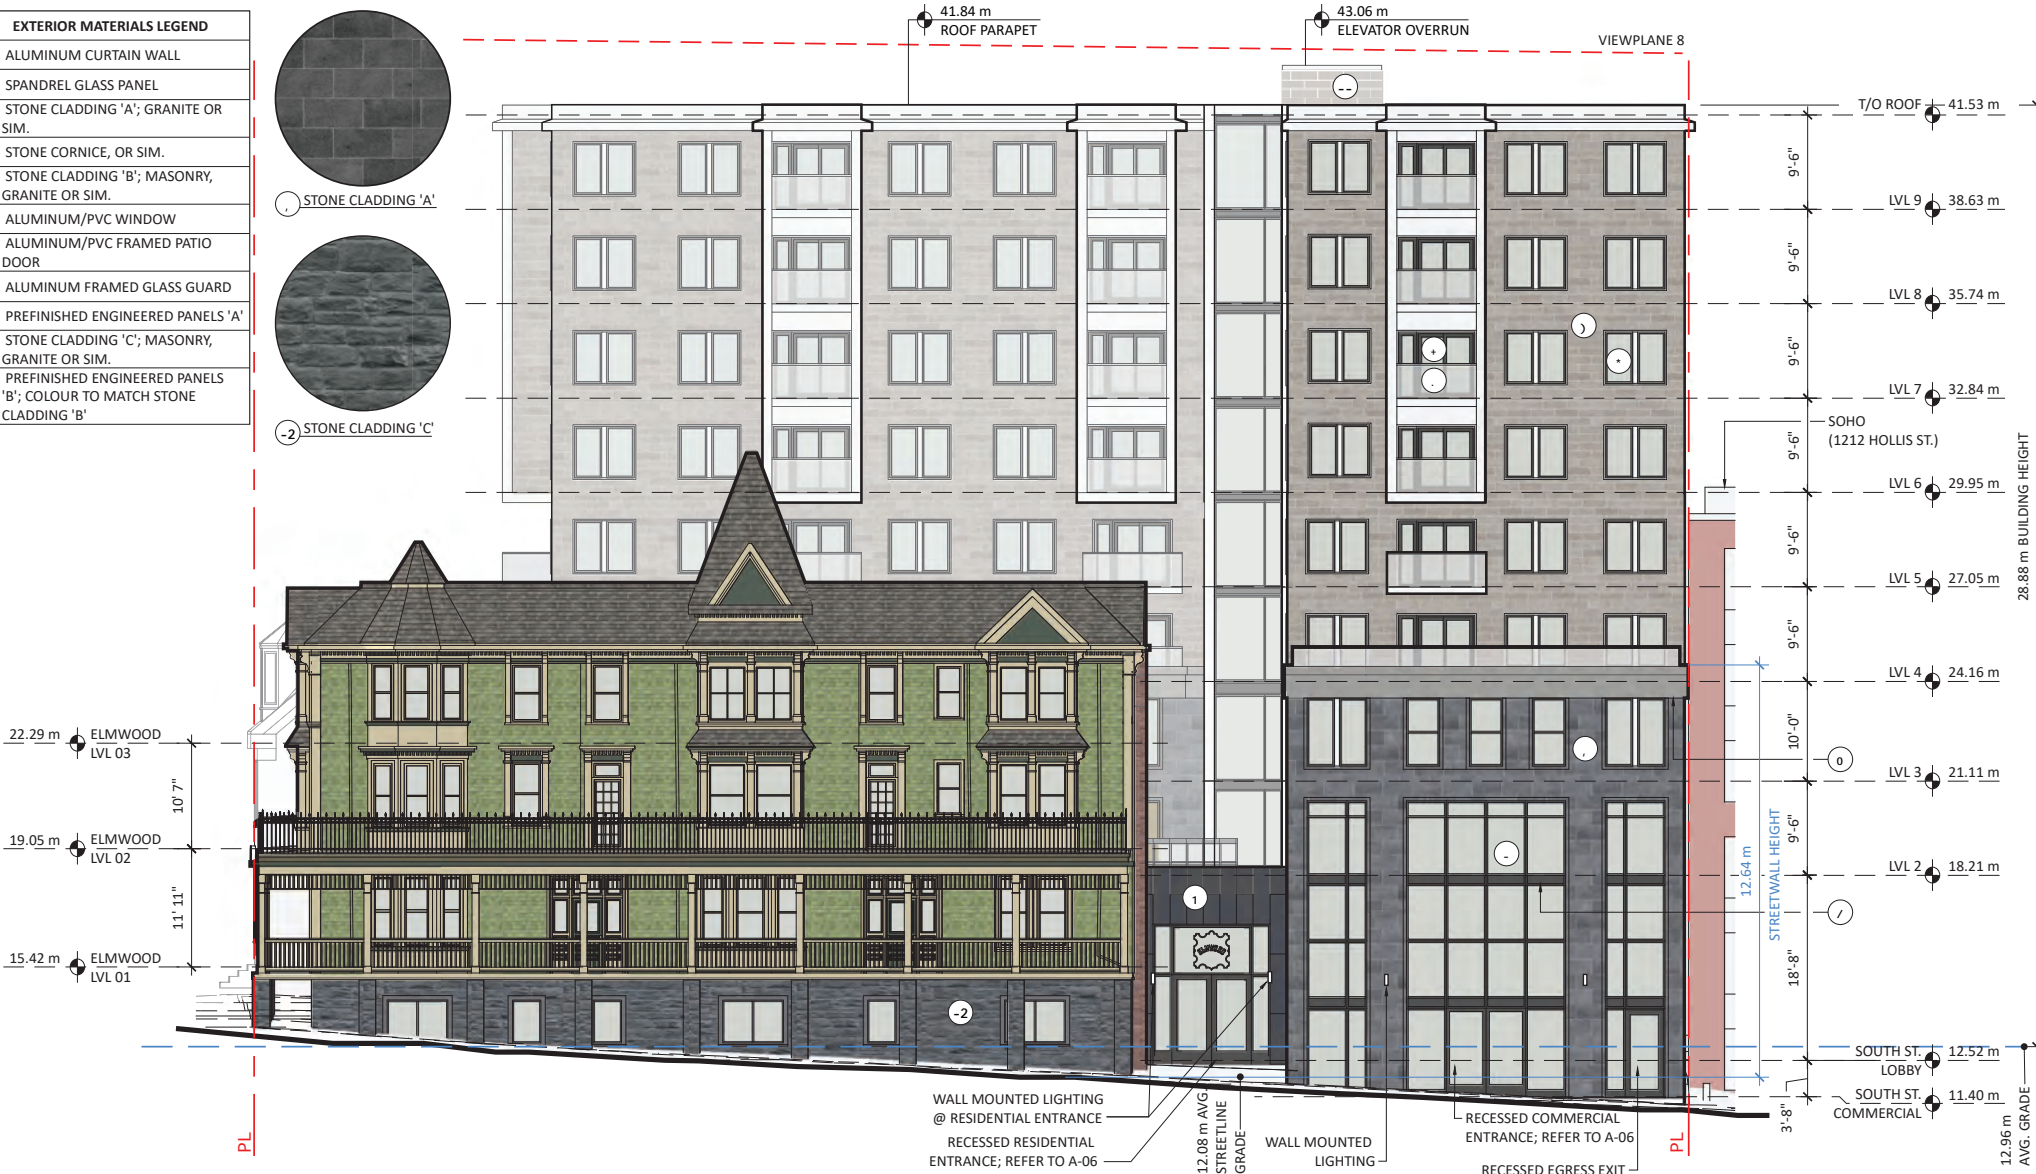 EXTERIOR MATERIALS LEGEND
ALUMINUM CURTAIN WALL
SPANDREL GLASS PANEL
STONE CLADDING 'A'; GRANITE OR
SIM.
STONE CORNICE, OR SIM.
STONE CLADDING 'B'; MASONRY,
GRANITE OR SIM.
ALUMINUM/PVC WINDOW
ALUMINUM/PVC FRAMED PATIO
DOOR
ALUMINUM FRAMED GLASS GUARD
PREFINISHED ENGINEERED PANELS 'A'
STONE CLADDING 'C'; MASONRY,
GRANITE OR SIM.
PREFINISHED ENGINEERED PANELS
'B'; COLOUR TO MATCH STONE
CLADDING 'B'
, STONE CLADDING 'A'
-2 STONE CLADDING 'C'
41.84 m
ROOF PARAPET
43.06 m
ELEVATOR OVERRUN
VIEWPLANE 8
--
)
*
+
.
,
-
1
-2
0
/
T/O ROOF 41.53 m
9'-6"
LVL 9 38.63 m
9'-6"
LVL 8 35.74 m
9'-6"
LVL 7 32.84 m
9'-6"
SOHO
(1212 HOLLIS ST.)
LVL 6 29.95 m
9'-6"
LVL 5 27.05 m
9'-6"
LVL 4 24.16 m
10'-0"
LVL 3 21.11 m
9'-6"
LVL 2 18.21 m
18'-8"
SOUTH ST.
LOBBY
12.52 m
SOUTH ST.
COMMERCIAL
11.40 m
3'-8"
28.88 m BUILDING HEIGHT
12.96 m
AVG. GRADE
12.64 m
STREETWALL HEIGHT
22.29 m ELMWOOD
LVL 03
10' 7"
19.05 m ELMWOOD
LVL 02
11' 11"
15.42 m ELMWOOD
LVL 01
ELMWOOD
PL
PL
WALL MOUNTED LIGHTING
@ RESIDENTIAL ENTRANCE
RECESSED RESIDENTIAL
ENTRANCE; REFER TO A-06
12.08 m AVG.
STREETLINE
GRADE
WALL MOUNTED
LIGHTING
RECESSED COMMERCIAL
ENTRANCE; REFER TO A-06
RECESSED EGRESS EXIT